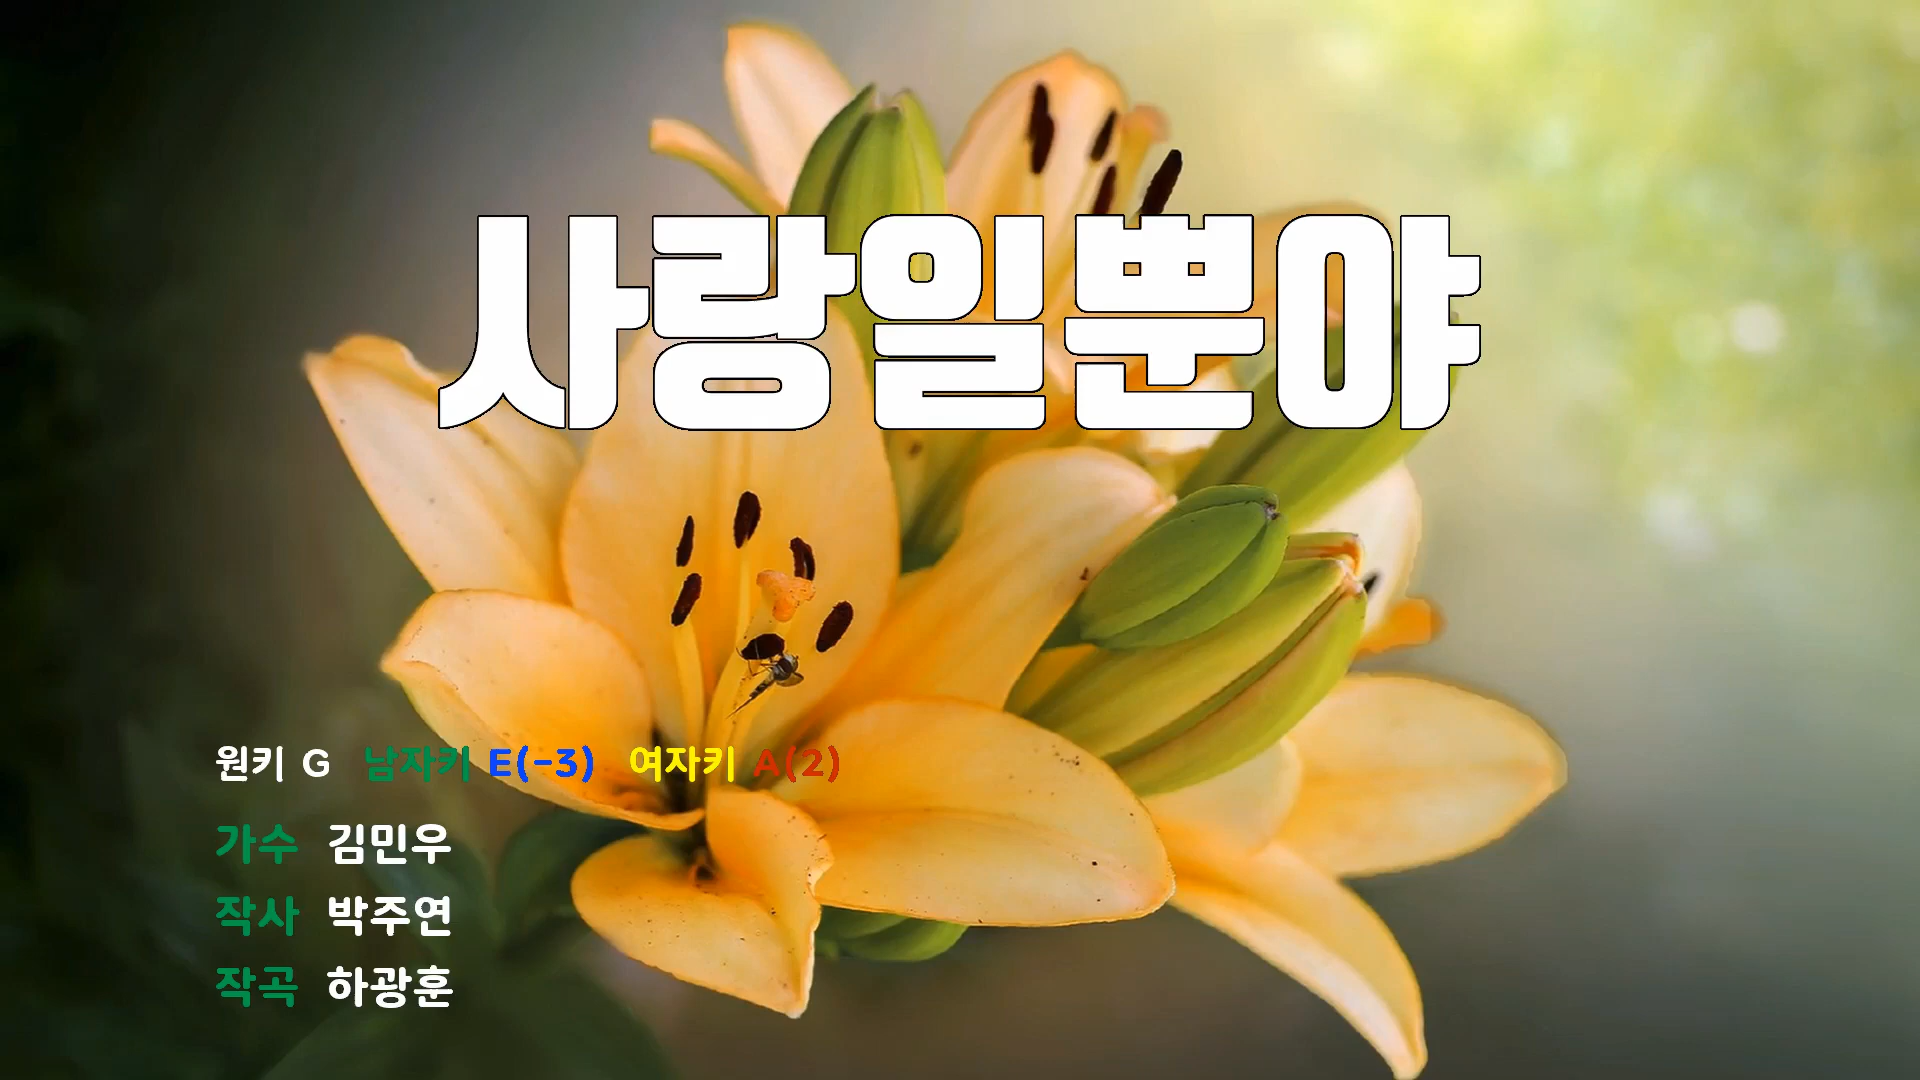 사랑일뿐야
원키 G 남자키 E(-3) 여자키 A(2)
가수 김민우
작사 박주연
작곡 하광훈